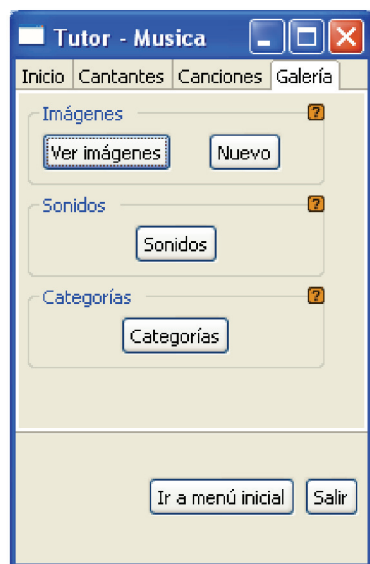 Tutor - Musica
Inicio Cantantes Canciones Galería
Imágenes ?
Ver imágenes Nuevo
Sonidos ?
Sonidos
Categorías ?
Categorías
Ir a menú inicial Salir